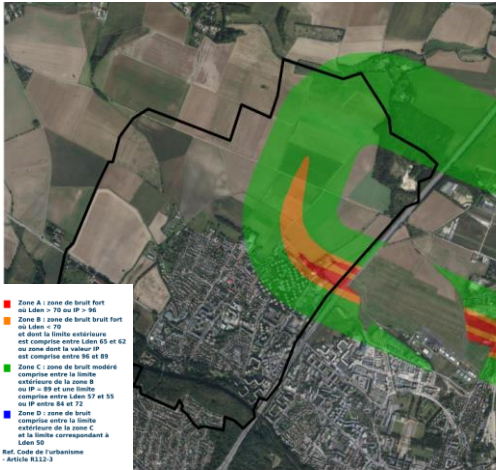 Zone A : zone de bruit fort
où Lden > 70 ou IP > 96
Zone B : zone de bruit bruit fort
où Lden < 70
et dont la limite extérieure
est comprise entre Lden 65 et 62
ou zone dont la valeur IP
est comprise entre 96 et 89
Zone C : zone de bruit modéré
comprise entre la limite
extérieure de la zone B
ou IP = 89 et une limite
comprise entre Lden 57 et 55
ou IP entre 84 et 72
Zone D : zone de bruit
comprise entre la limite
extérieure de la zone C
et la limite correspondant à
Lden 50
Ref. Code de l'urbanisme
- Article R112-3